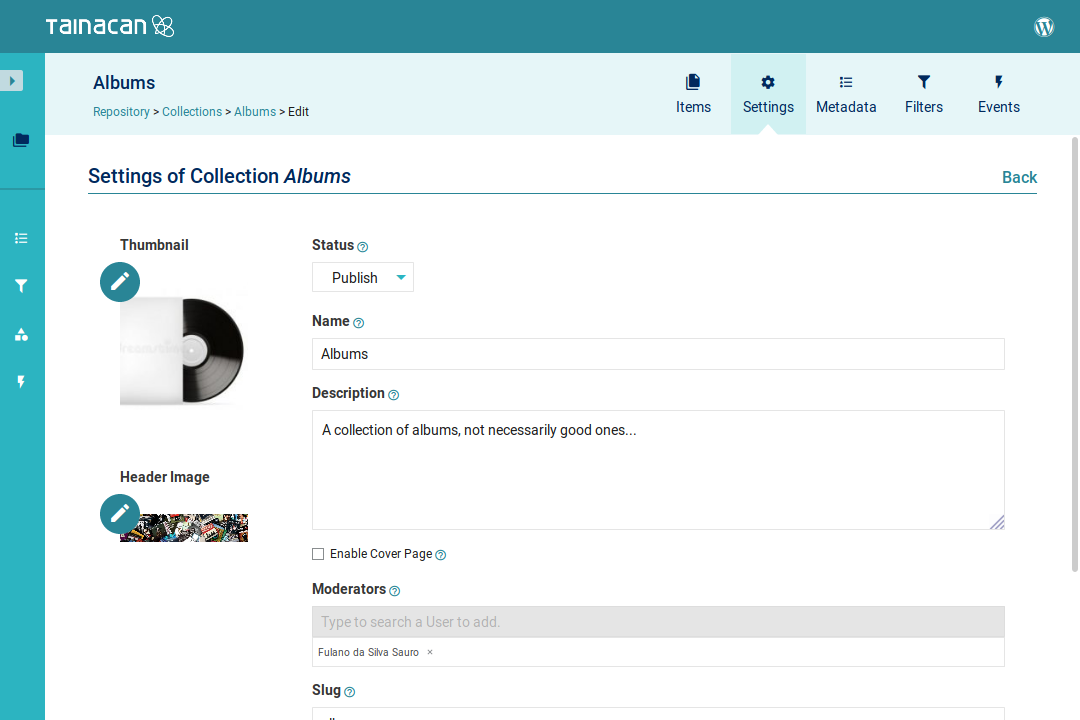 TAINACAN
Albums
Repository > Collections > Albums > Edit
Items
Settings
Metadata
Filters
Events
Settings of Collection Albums
Back
Thumbnail
Header Image
Status
Publish
Name
Albums
Description
A collection of albums, not necessarily good ones...
Enable Cover Page
Moderators
Type to search a User to add.
Fulano da Silva Sauro ×
Slug